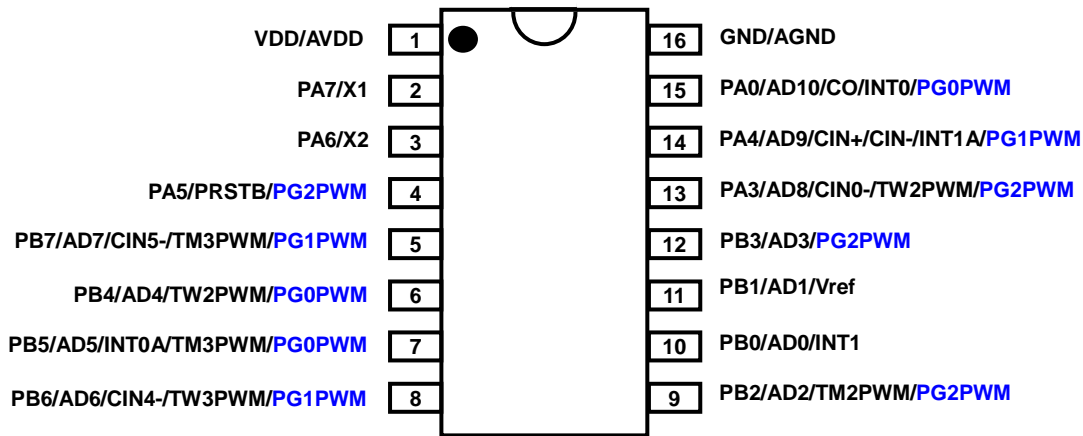 VDD/AVDD 1 16 GND/AGND
PA7/X1 2 15 PA0/AD10/CO/INT0/PG0PWM
PA6/X2 3 14 PA4/AD9/CIN+/CIN-/INT1A/PG1PWM
PA5/PRSTB/PG2PWM 4 13 PA3/AD8/CIN0-/TW2PWM/PG2PWM
PB7/AD7/CIN5-/TM3PWM/PG1PWM 5 12 PB3/AD3/PG2PWM
PB4/AD4/TW2PWM/PG0PWM 6 11 PB1/AD1/Vref
PB5/AD5/INT0A/TM3PWM/PG0PWM 7 10 PB0/AD0/INT1
PB6/AD6/CIN4-/TW3PWM/PG1PWM 8 9 PB2/AD2/TM2PWM/PG2PWM